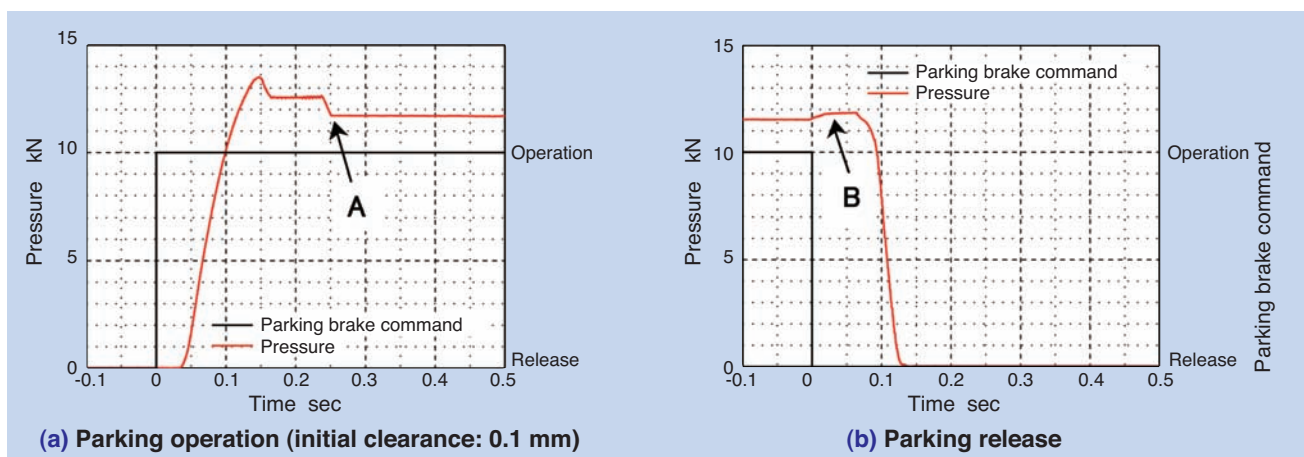 15
10
5
0
Pressure kN
-0.1 0 0.1 0.2 0.3 0.4 0.5
Time sec
Parking brake command
Pressure
A
Operation
Release
(a) Parking operation (initial clearance: 0.1 mm)
15
10
5
0
Pressure kN
-0.1 0 0.1 0.2 0.3 0.4 0.5
Time sec
Parking brake command
Pressure
B
Operation
Release
Parking brake command
(b) Parking release